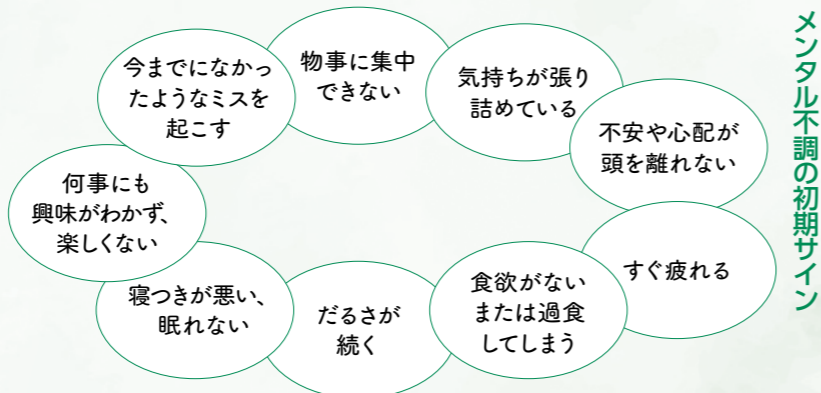 メンタル不調の初期サイン
今までになかっ
たようなミスを
起こす
物事に集中
できない
気持ちが張り
詰めている
不安や心配が
頭を離れない
すぐ疲れる
食欲がない
または過食
してしまう
だるさが
続く
寝つきが悪い、
眠れない
何事にも
興味がわかず、
楽しくない